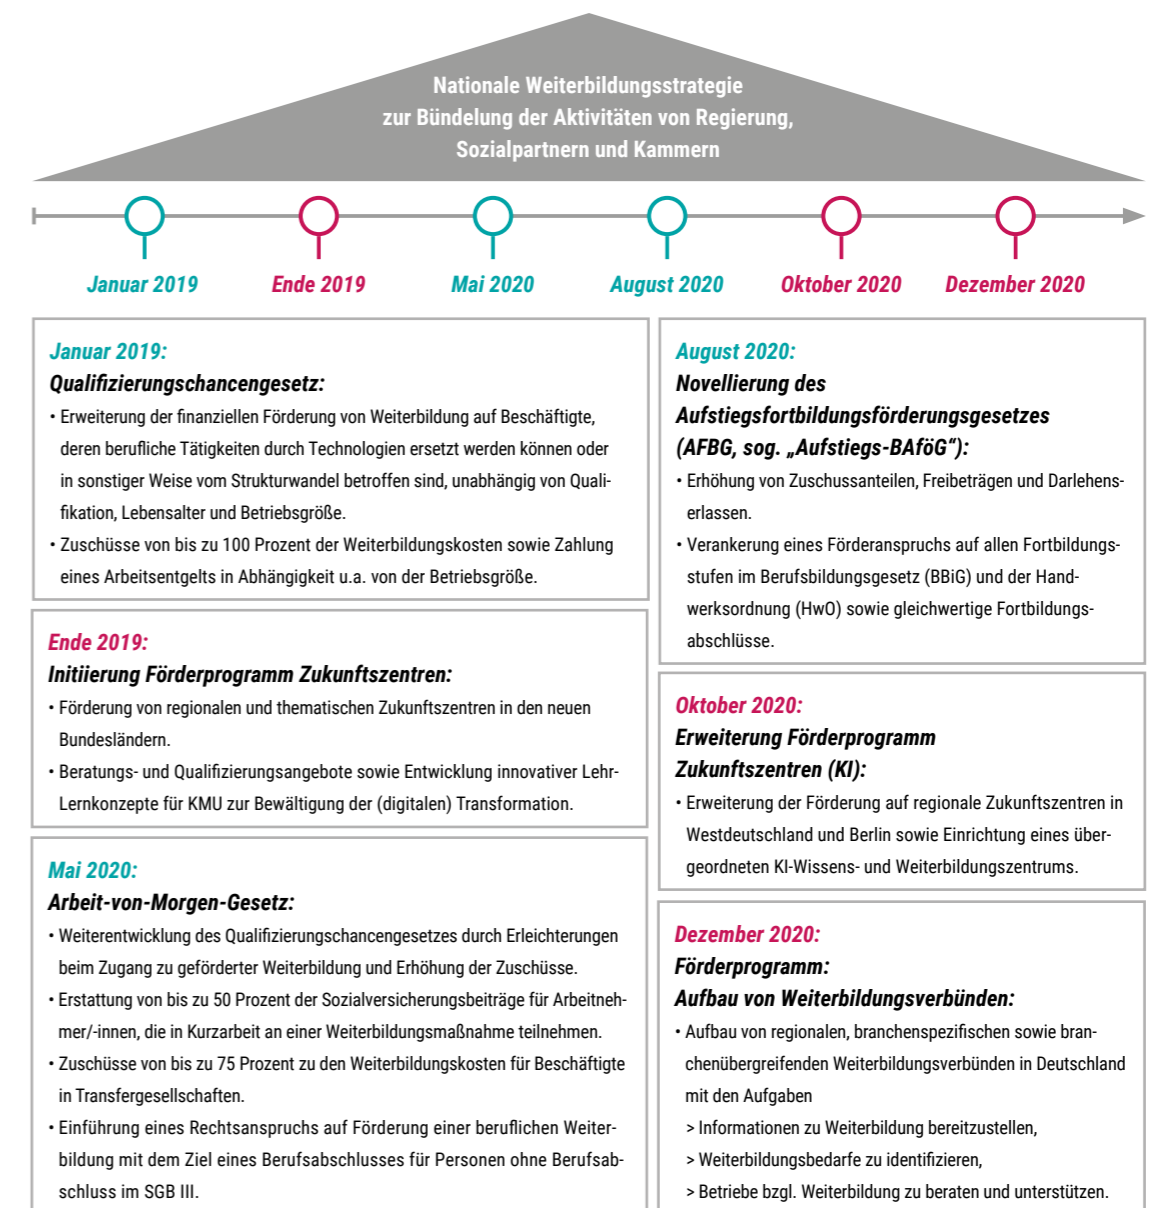 Nationale Weiterbildungsstrategie
zur Bündelung der Aktivitäten von Regierung,
Sozialpartnern und Kammern
Januar 2019
Ende 2019
Mai 2020
August 2020
Oktober 2020
Dezember 2020
Januar 2019:
Qualifizierungschancengesetz:
• Erweiterung der finanziellen Förderung von Weiterbildung auf Beschäftigte,
deren berufliche Tätigkeiten durch Technologien ersetzt werden können oder
in sonstiger Weise vom Strukturwandel betroffen sind, unabhängig von Quali-
fikation, Lebensalter und Betriebsgröße.
• Zuschüsse von bis zu 100 Prozent der Weiterbildungskosten sowie Zahlung
eines Arbeitsentgelts in Abhängigkeit u.a. von der Betriebsgröße.
Ende 2019:
Initiierung Förderprogramm Zukunftszentren:
• Förderung von regionalen und thematischen Zukunftszentren in den neuen
Bundesländern.
• Beratungs- und Qualifizierungsangebote sowie Entwicklung innovativer Lehr-
Lernkonzepte für KMU zur Bewältigung der (digitalen) Transformation.
Mai 2020:
Arbeit-von-Morgen-Gesetz:
• Weiterentwicklung des Qualifizierungschancengesetzes durch Erleichterungen
beim Zugang zu geförderter Weiterbildung und Erhöhung der Zuschüsse.
• Erstattung von bis zu 50 Prozent der Sozialversicherungsbeiträge für Arbeitneh-
mer/-innen, die in Kurzarbeit an einer Weiterbildungsmaßnahme teilnehmen.
• Zuschüsse von bis zu 75 Prozent zu den Weiterbildungskosten für Beschäftigte
in Transfergesellschaften.
• Einführung eines Rechtsanspruchs auf Förderung einer beruflichen Weiter-
bildung mit dem Ziel eines Berufsabschlusses für Personen ohne Berufsab-
schluss im SGB III.
August 2020:
Novellierung des
Aufstiegsfortbildungsförderungsgesetzes
(AFBG, sog. „Aufstiegs-BAföG“):
• Erhöhung von Zuschussanteilen, Freibeträgen und Darlehens-
erlassen.
• Verankerung eines Förderanspruchs auf allen Fortbildungs-
stufen im Berufsbildungsgesetz (BBiG) und der Hand-
werksordnung (HwO) sowie gleichwertige Fortbildungs-
abschlüsse.
Oktober 2020:
Erweiterung Förderprogramm
Zukunftszentren (KI):
• Erweiterung der Förderung auf regionale Zukunftszentren in
Westdeutschland und Berlin sowie Einrichtung eines über-
geordneten KI-Wissens- und Weiterbildungszentrums.
Dezember 2020:
Förderprogramm:
Aufbau von Weiterbildungsverbünden:
• Aufbau von regionalen, branchenspezifischen sowie bran-
chenübergreifenden Weiterbildungsverbünden in Deutschland
mit den Aufgaben
> Informationen zu Weiterbildung bereitzustellen,
> Weiterbildungsbedarfe zu identifizieren,
> Betriebe bzgl. Weiterbildung zu beraten und unterstützen.